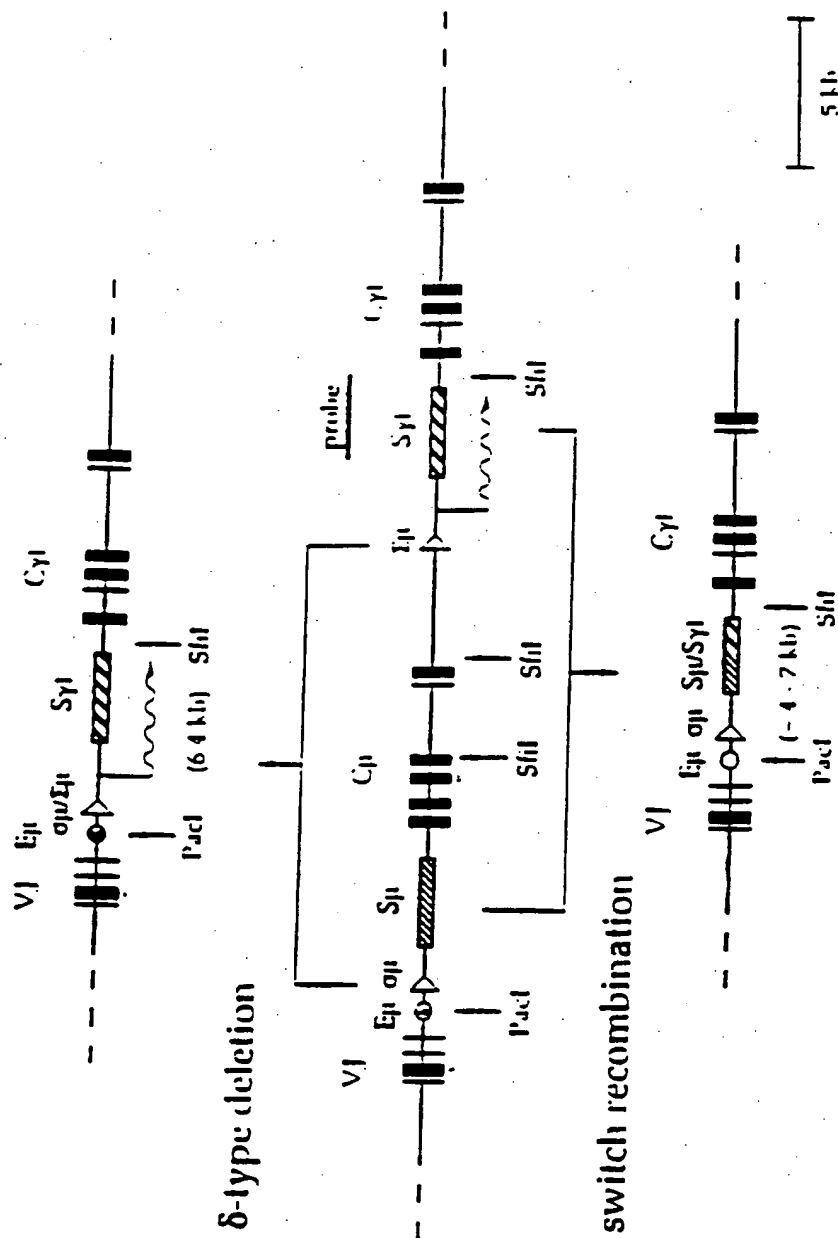 VJ Eμ σμ/Σμ Sγ1 Cγ1
PacI (6.4 kb) SfiI
δ-type deletion
probe
VJ Eμ σμ Sμ Cμ Σμ Sγ1 Cγ1
PacI SfiI SfiI SfiI
switch recombination
VJ Eμ σμ Sμ/Sγ1 Cγ1
PacI (~ 4 - 7 kb) SfiI
5 kb